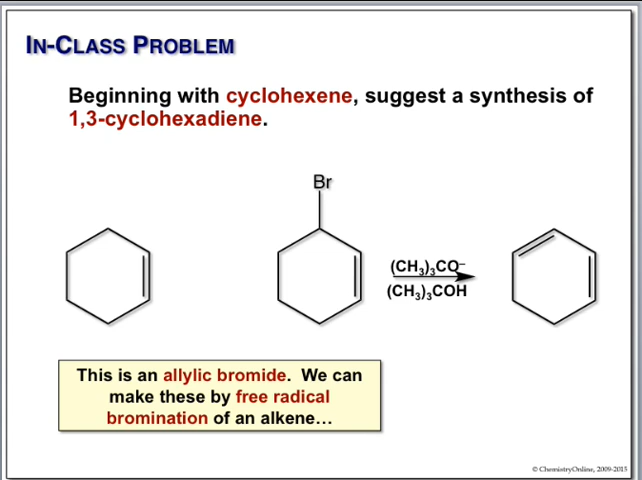 IN-CLASS PROBLEM
Beginning with cyclohexene, suggest a synthesis of
1,3-cyclohexadiene.
Br
(CH₃)₃CO⁻
(CH₃)₃COH
This is an allylic bromide. We can
make these by free radical
bromination of an alkene…
© ChemistryOnline, 2009-2015